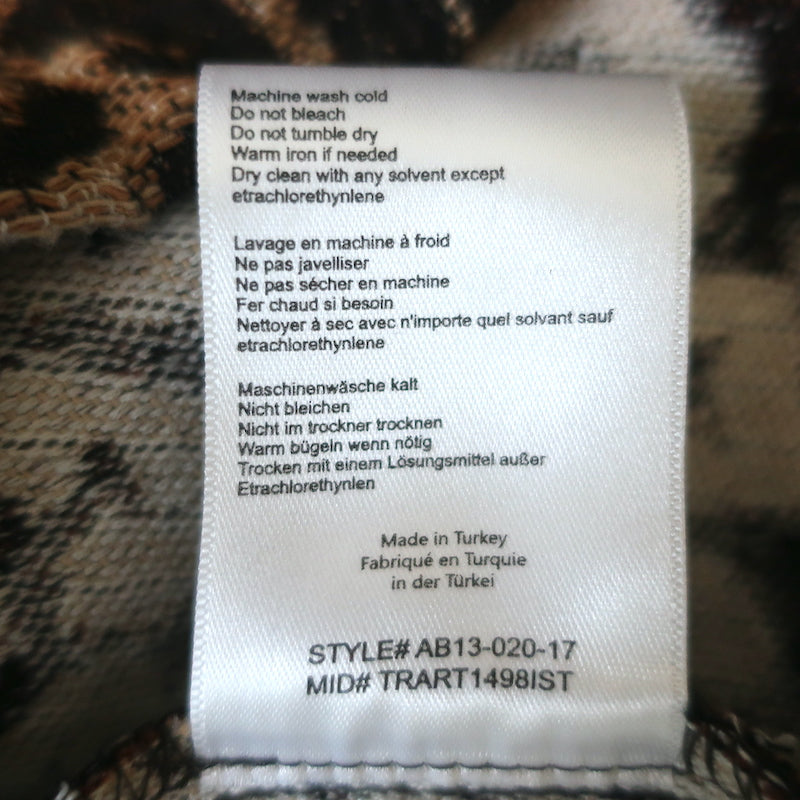 Machine wash cold
Do not bleach
Do not tumble dry
Warm iron if needed
Dry clean with any solvent except
etrachlorethynlene
Lavage en machine à froid
Ne pas javelliser
Ne pas sécher en machine
Fer chaud si besoin
Nettoyer à sec avec n'importe quel solvant sauf
etrachlorethynlene
Maschinenwäsche kalt
Nicht bleichen
Nicht im trockner trocknen
Warm bügeln wenn nötig
Trocken mit einem Lösungsmittel außer
Etrachlorethynlen
Made in Turkey
Fabriqué en Turquie
in der Türkei
STYLE# AB13-020-17
MID# TRART1498IST